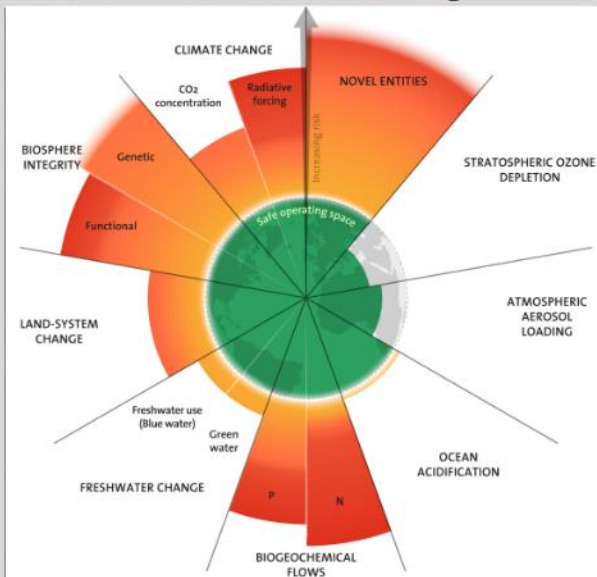 CLIMATE CHANGE
CO2
concentration
Radiative
forcing
Increasing risk
NOVEL ENTITIES
STRATOSPHERIC OZONE
DEPLETION
ATMOSPHERIC
AEROSOL
LOADING
OCEAN
ACIDIFICATION
BIOGEOCHEMICAL
FLOWS
P
N
FRESHWATER CHANGE
Freshwater use
(Blue water)
Green
water
LAND-SYSTEM
CHANGE
BIOSPHERE
INTEGRITY
Genetic
Functional
Safe operating space